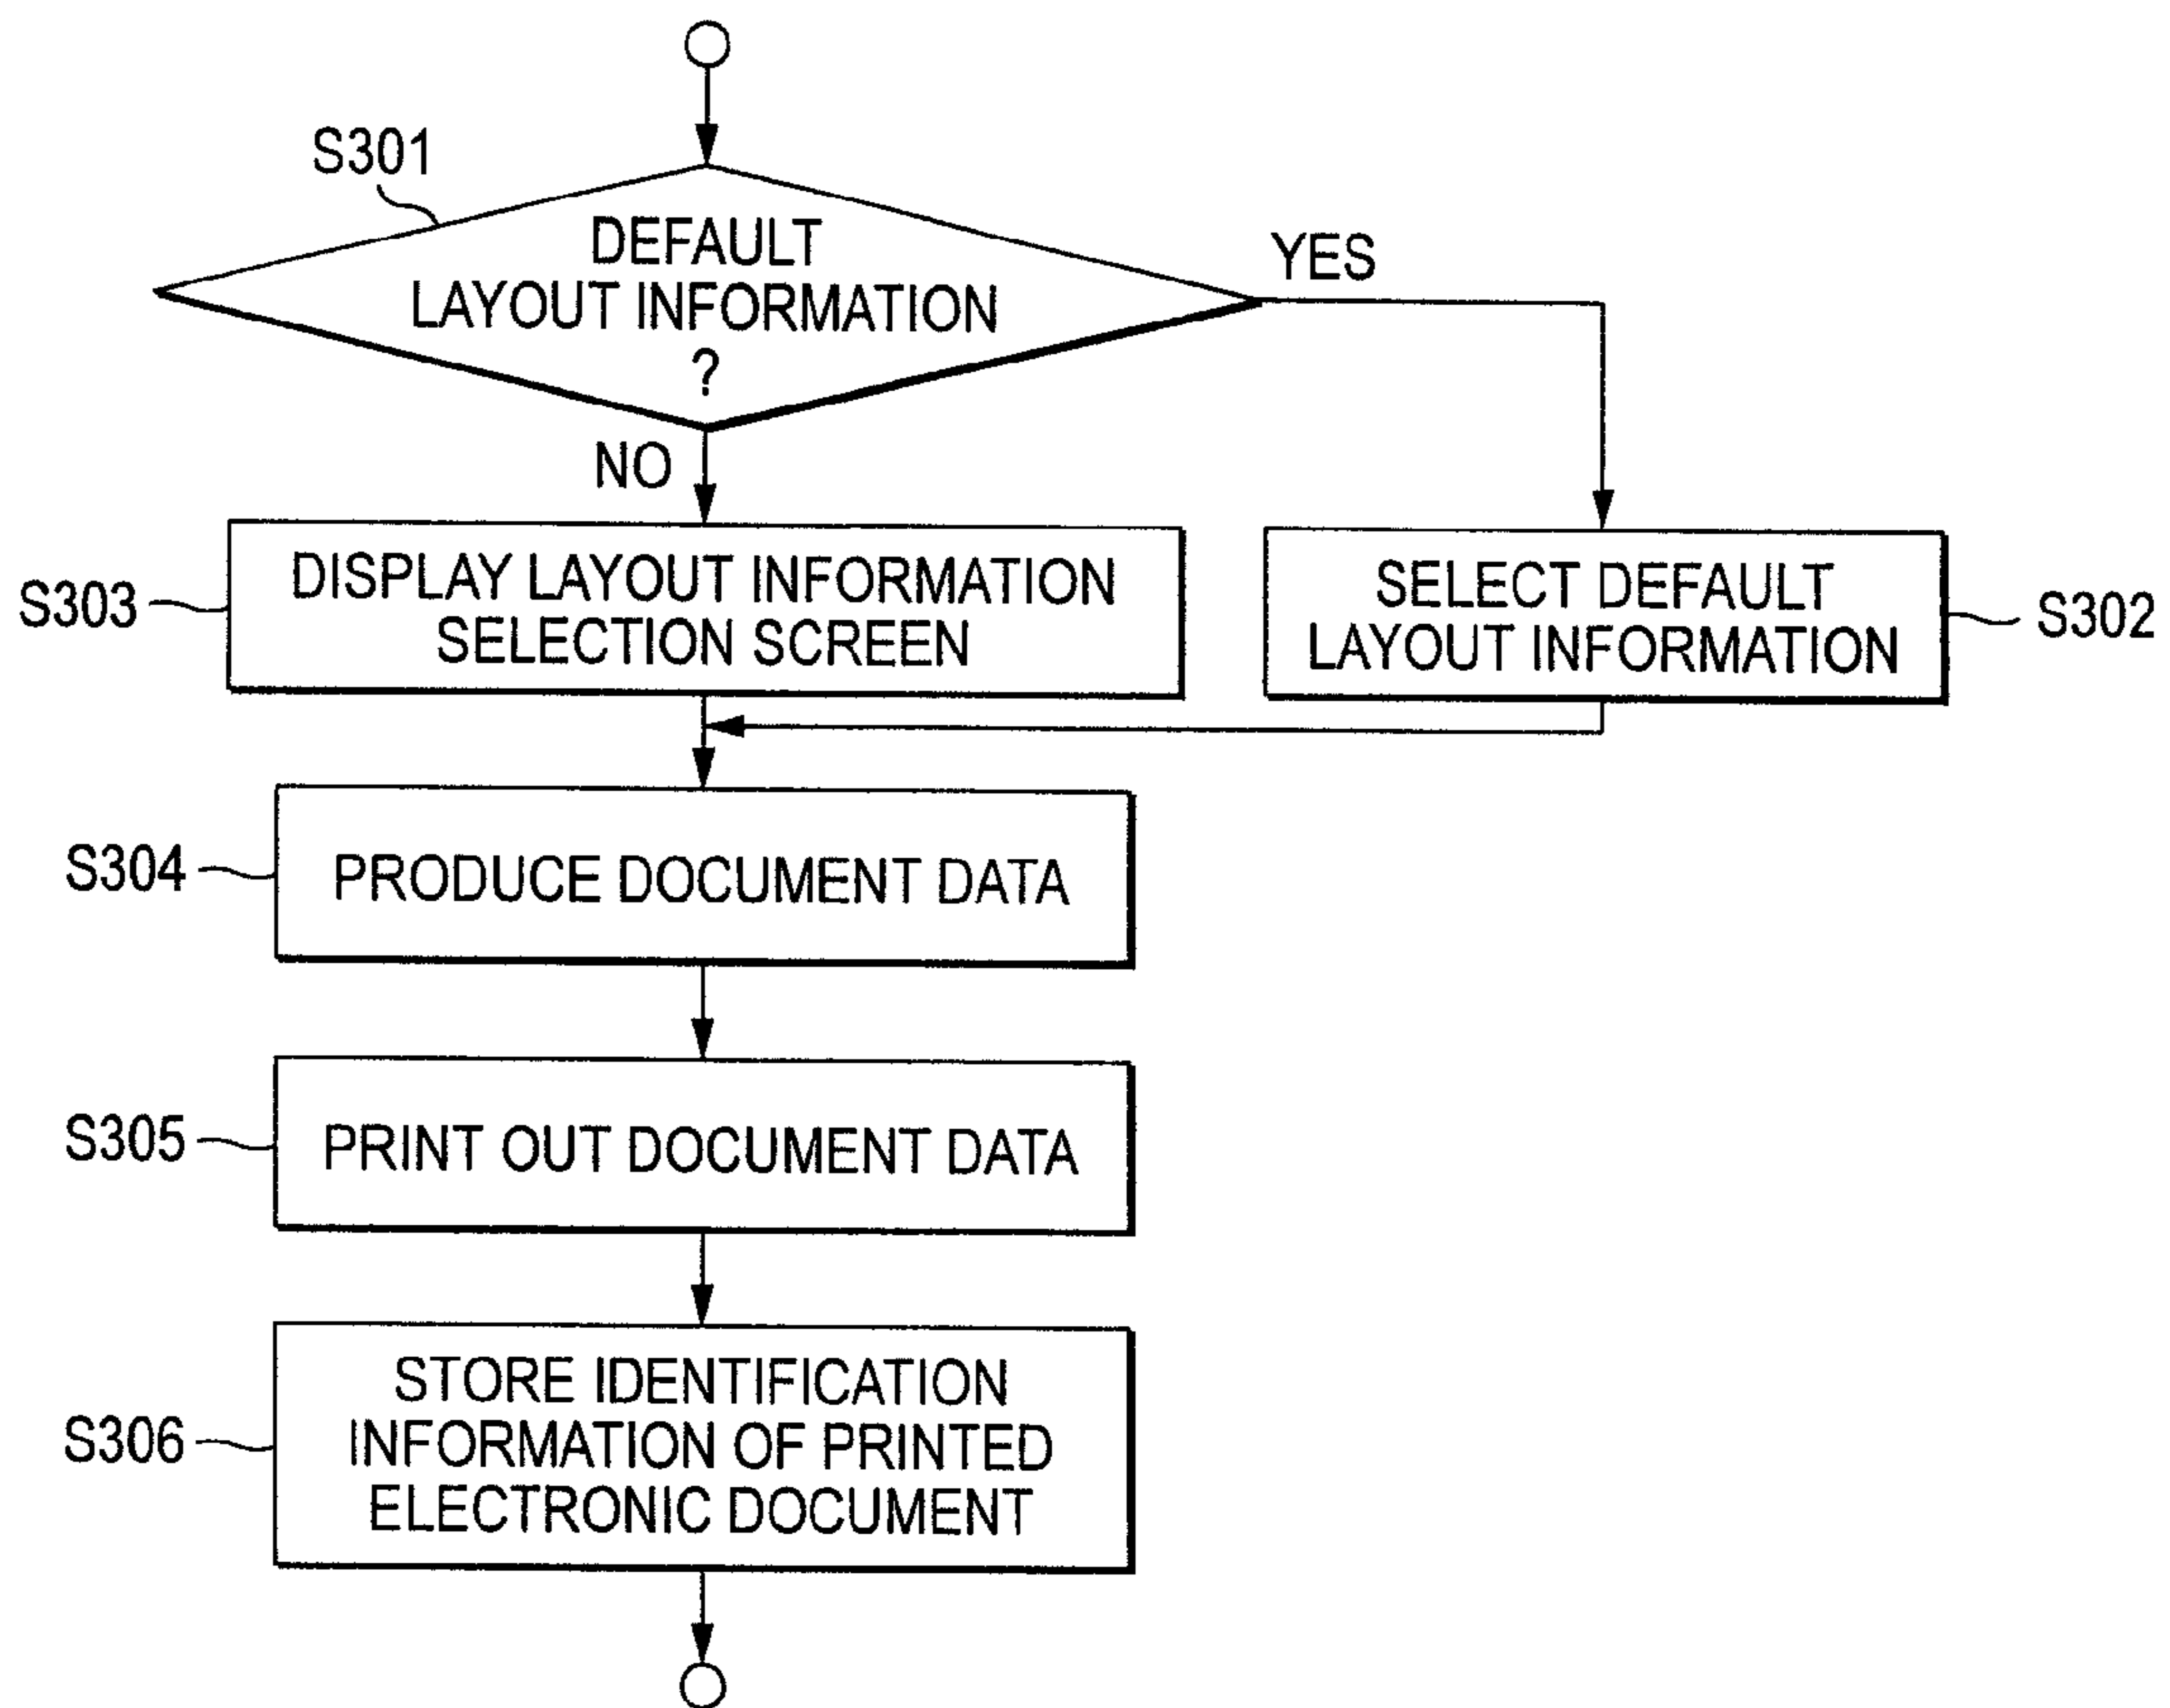 S301
DEFAULT
LAYOUT INFORMATION
?
YES
NO
S303
DISPLAY LAYOUT INFORMATION
SELECTION SCREEN
SELECT DEFAULT
LAYOUT INFORMATION
S302
S304
PRODUCE DOCUMENT DATA
S305
PRINT OUT DOCUMENT DATA
S306
STORE IDENTIFICATION
INFORMATION OF PRINTED
ELECTRONIC DOCUMENT